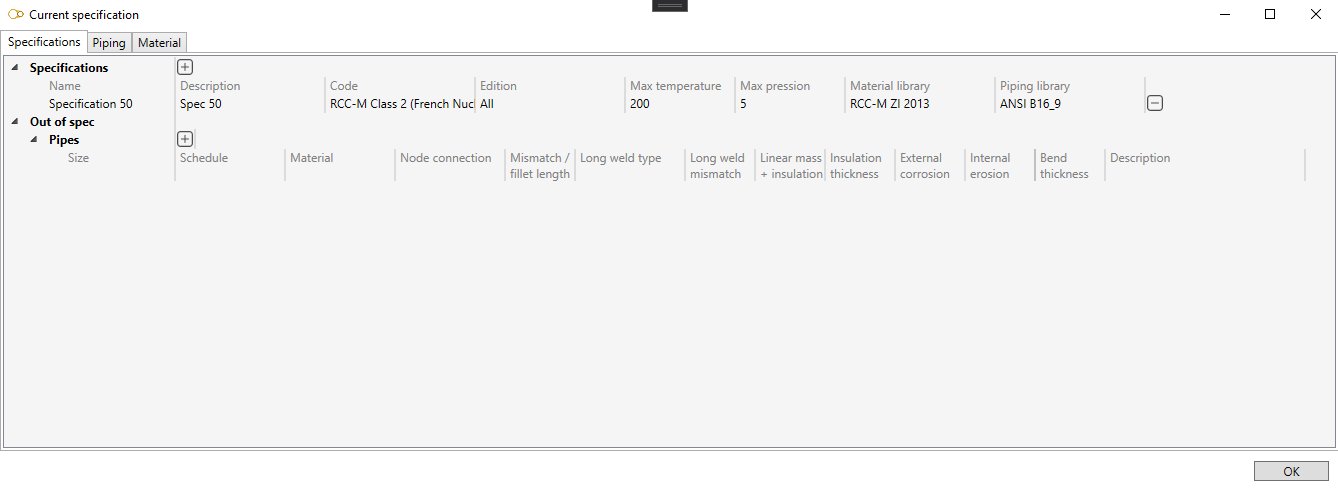 Current specification
Specifications Piping Material
Specifications
Name Description Code Edition Max temperature Max pression Material library Piping library
Specification 50 Spec 50 RCC-M Class 2 (French Nucl All 200 5 RCC-M ZI 2013 ANSI B16_9
Out of spec
Pipes
Size Schedule Material Node connection Mismatch / Long weld type Long weld Linear mass Insulation External Internal Bend Description
fillet length mismatch + insulation thickness corrosion erosion thickness
OK